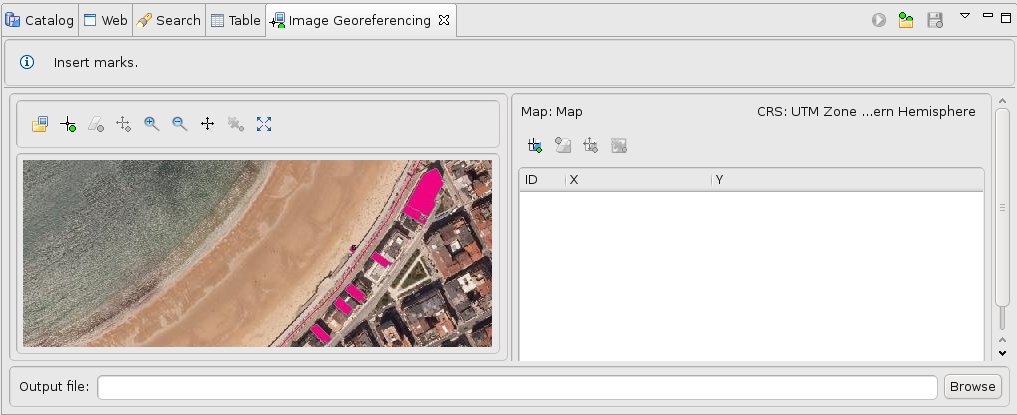 Catalog Web Search Table Image Georeferencing
Insert marks.
Map: Map CRS: UTM Zone ...ern Hemisphere
ID X Y
Output file: Browse